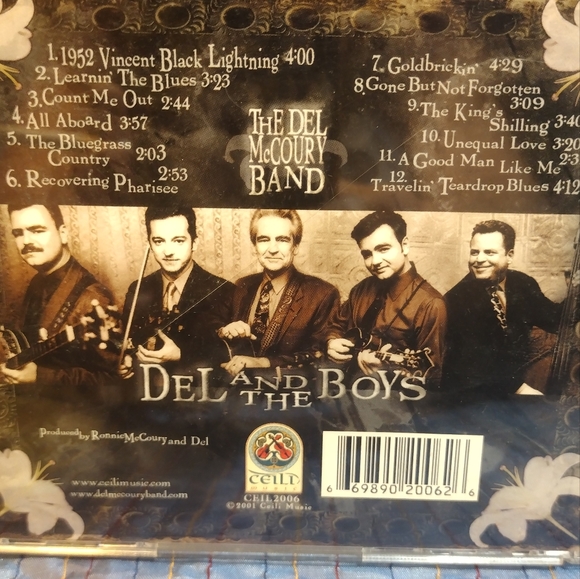 1. 1952 Vincent Black Lightning 4:00
2. Learnin' The Blues 3:23
3. Count Me Out 2:44
4. All Aboard 3:57
5. The Bluegrass
Country 2:03
6. Recovering Pharisee 2:53
7. Goldbrickin' 4:29
8 Gone But Not Forgotten
3:09
9. The King's
Shilling 3:40
10. Unequal Love 3:20
11. A Good Man Like Me
12.
Travelin' Teardrop Blues 4:12
THE DEL
McCOURY
BAND
DEL AND THE BOYS
Produced by Ronnie McCoury and Del
www.ceilimusic.com
www.delmccouryband.com
CEILI
MUSIC
CEIL2006
©2001 Ceili Music
6 69890 20062 6